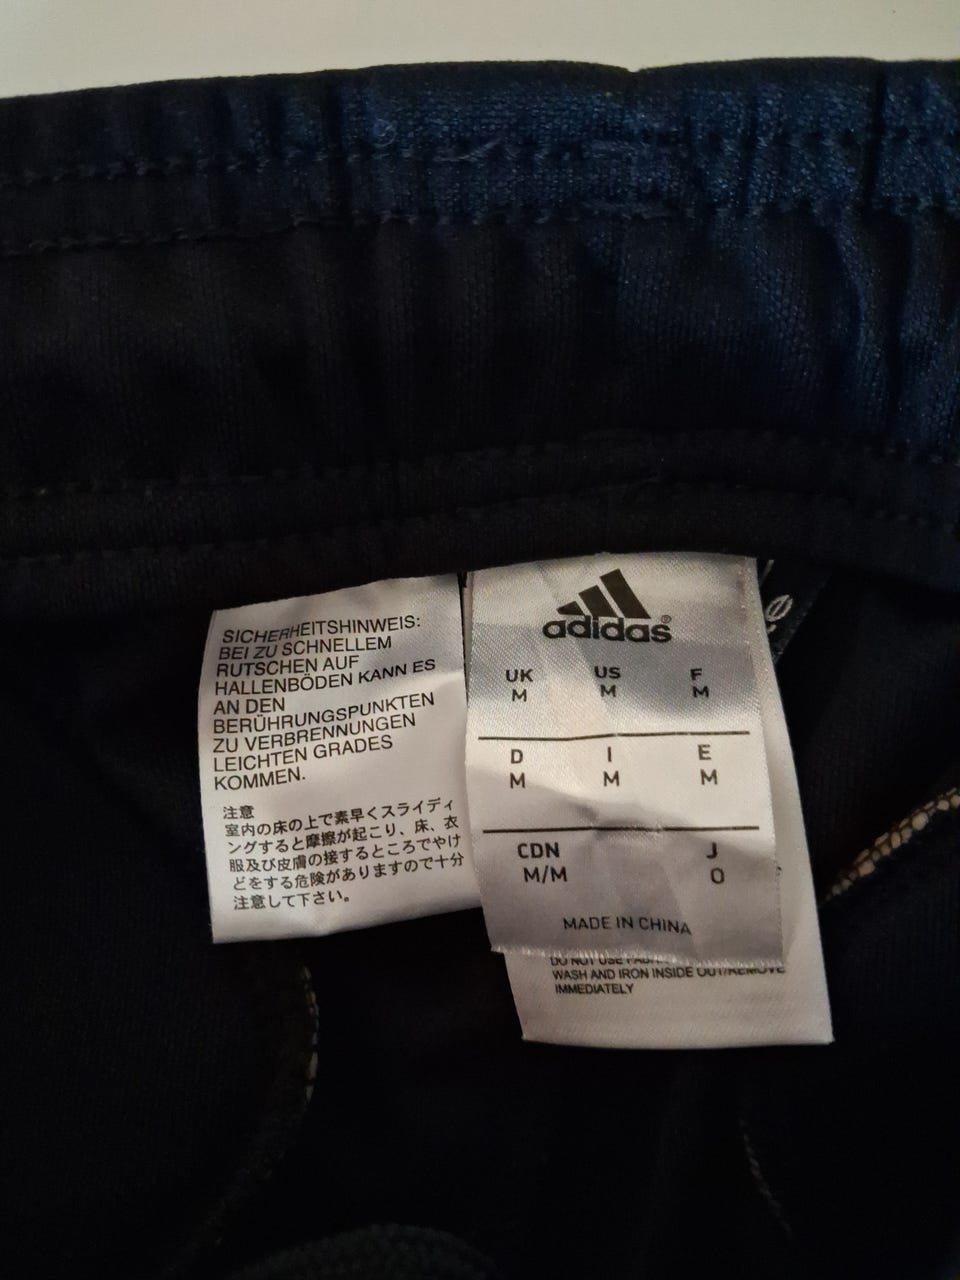 SICHERHEITSHINWEIS:
BEI ZU SCHNELLEM
RUTSCHEN AUF
HALLENBÖDEN KANN ES
AN DEN
BERÜHRUNGSPUNKTEN
ZU VERBRENNUNGEN
LEICHTEN GRADES
KOMMEN.
注意
室内の床の上で素早くスライディ
ングすると摩擦が起こり、床、衣
服及び皮膚の接するところでやけ
どをする危険がありますので十分
注意して下さい。
adidas®
UK US F
M M M
D I E
M M M
CDN J
M/M O
MADE IN CHINA
DO NOT USE
WASH AND IRON INSIDE OUT/REMOVE
IMMEDIATELY